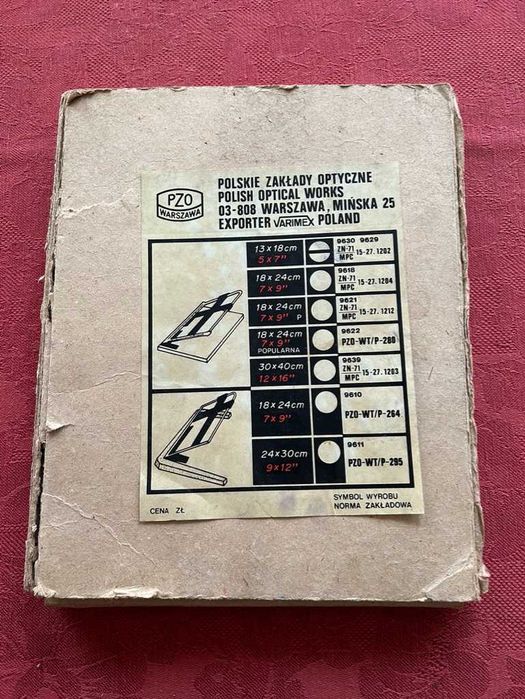 PZO
WARSZAWA
POLSKIE ZAKŁADY OPTYCZNE
POLISH OPTICAL WORKS
03-808 WARSZAWA, MIŃSKA 25
EXPORTER VARIMEX POLAND
13x18cm
5x7"
9630 9629
ZN-71
MPC 15-27.1202
18x24cm
7x9"
9618
ZN-71
MPC 15-27.1204
18x24cm
7x9" P
9621
ZN-71
MPC 15-27.1212
18x24cm
7x9"
POPULARNA
9622
PZO-WT/P-280
30x40cm
12x16"
9639
ZN-71
MPC 15-27.1203
18x24cm
7x9"
9610
PZO-WT/P-264
24x30cm
9x12"
9611
PZO-WT/P-295
CENA ZŁ
SYMBOL WYROBU
NORMA ZAKŁADOWA